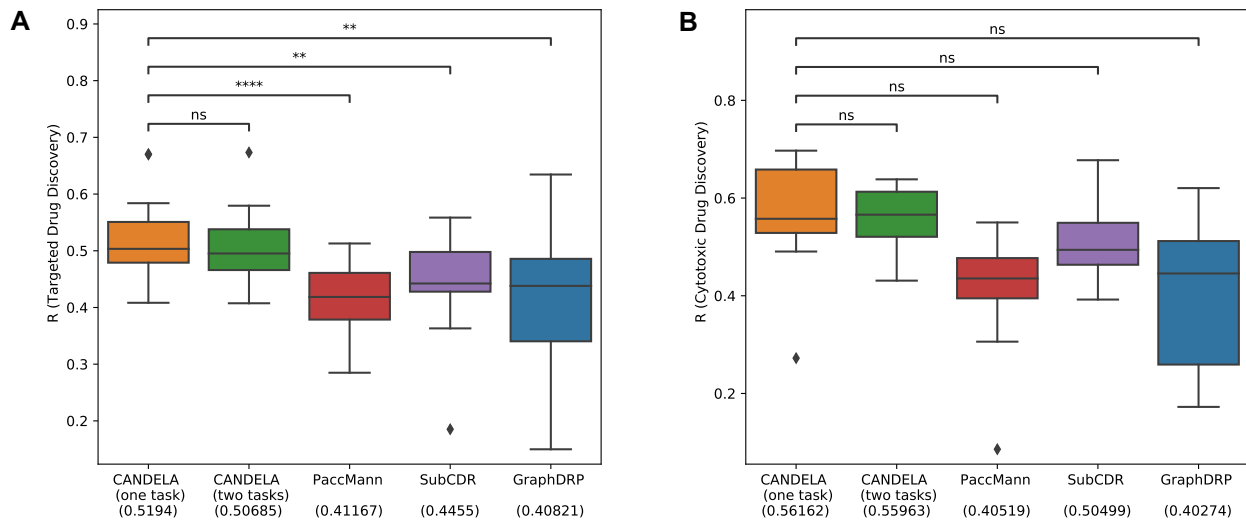 A
R (Targeted Drug Discovery)
0.9
0.8
0.7
0.6
0.5
0.4
0.3
0.2
**
**
****
ns
CANDELA (one task) (0.5194)
CANDELA (two tasks) (0.50685)
PaccMann (0.41167)
SubCDR (0.4455)
GraphDRP (0.40821)
B
R (Cytotoxic Drug Discovery)
0.8
0.6
0.4
0.2
ns
ns
ns
ns
CANDELA (one task) (0.56162)
CANDELA (two tasks) (0.55963)
PaccMann (0.40519)
SubCDR (0.50499)
GraphDRP (0.40274)